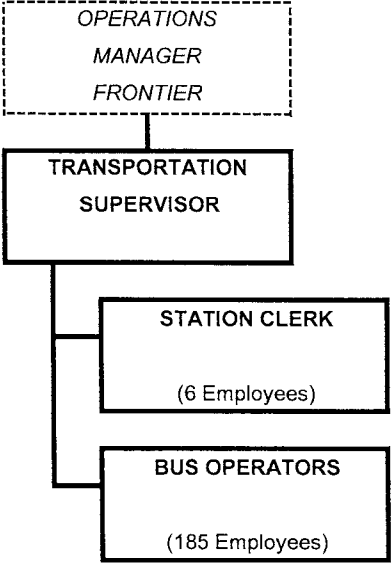 OPERATIONS
MANAGER
FRONTIER
TRANSPORTATION
SUPERVISOR
STATION CLERK
(6 Employees)
BUS OPERATORS
(185 Employees)